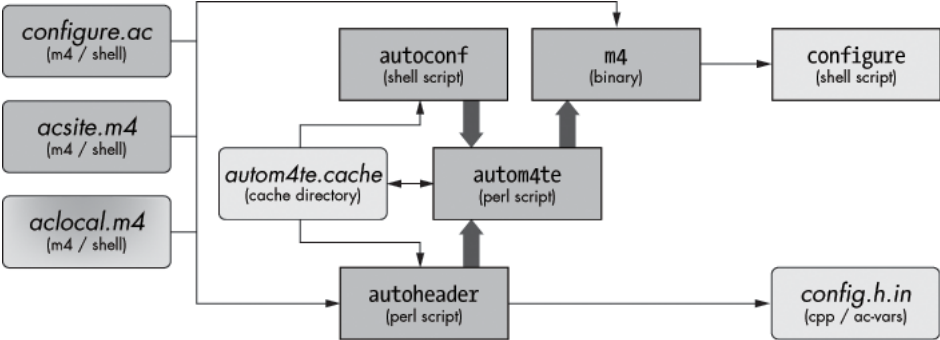 configure.ac
(m4 / shell)
autoconf
(shell script)
m4
(binary)
configure
(shell script)
acsite.m4
(m4 / shell)
autom4te.cache
(cache directory)
autom4te
(perl script)
aclocal.m4
(m4 / shell)
autoheader
(perl script)
config.h.in
(cpp / ac-vars)